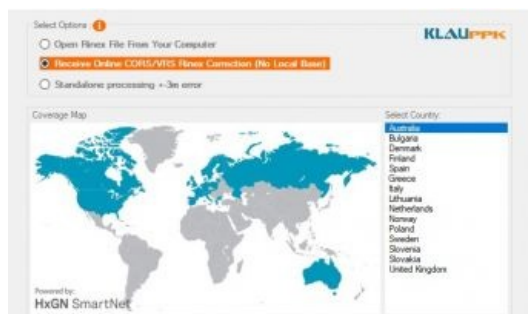 Select Options
KLAUPPK
Open Rinex File From Your Computer
Receive Online CORS/VRS Rinex Correction (No Local Base)
Standalone processing +-3m error
Coverage Map
Select Country:
Australia
Bulgaria
Denmark
Finland
Spain
Greece
Italy
Lithuania
Netherlands
Norway
Poland
Sweden
Slovenia
Slovakia
United Kingdom
Powered by:
HxGN SmartNet